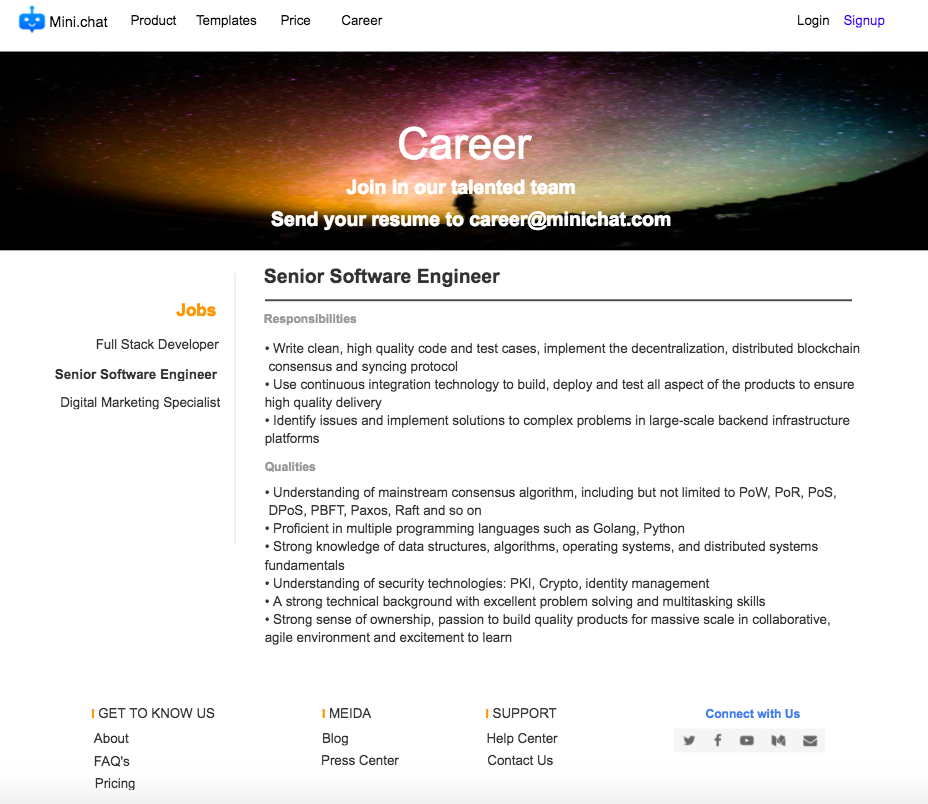 Mini.chat Product Templates Price Career Login Signup
Career
Join in our talented team
Send your resume to career@minichat.com
Jobs
Full Stack Developer
Senior Software Engineer
Digital Marketing Specialist
Senior Software Engineer
Responsibilities
• Write clean, high quality code and test cases, implement the decentralization, distributed blockchain
consensus and syncing protocol
• Use continuous integration technology to build, deploy and test all aspect of the products to ensure
high quality delivery
• Identify issues and implement solutions to complex problems in large-scale backend infrastructure
platforms
Qualities
• Understanding of mainstream consensus algorithm, including but not limited to PoW, PoR, PoS,
DPoS, PBFT, Paxos, Raft and so on
• Proficient in multiple programming languages such as Golang, Python
• Strong knowledge of data structures, algorithms, operating systems, and distributed systems
fundamentals
• Understanding of security technologies: PKI, Crypto, identity management
• A strong technical background with excellent problem solving and multitasking skills
• Strong sense of ownership, passion to build quality products for massive scale in collaborative,
agile environment and excitement to learn
GET TO KNOW US
About
FAQ's
Pricing
MEIDA
Blog
Press Center
SUPPORT
Help Center
Contact Us
Connect with Us